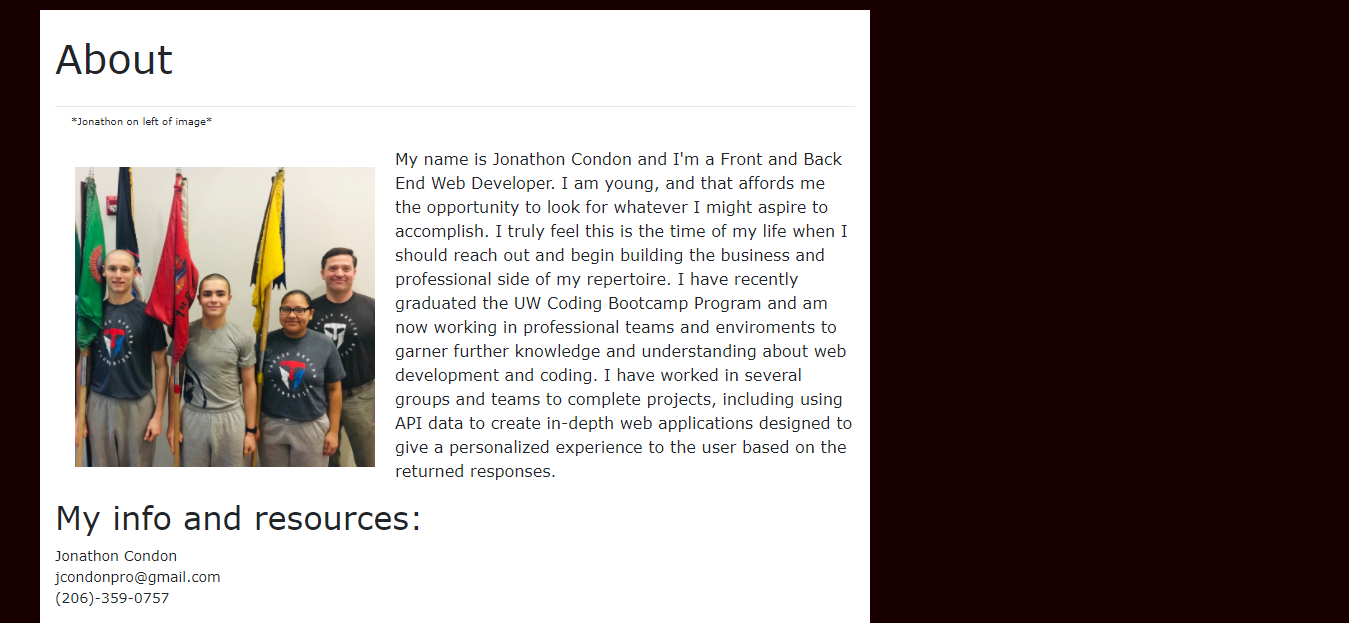 About
*Jonathon on left of image*
My name is Jonathon Condon and I'm a Front and Back
End Web Developer. I am young, and that affords me
the opportunity to look for whatever I might aspire to
accomplish. I truly feel this is the time of my life when I
should reach out and begin building the business and
professional side of my repertoire. I have recently
graduated the UW Coding Bootcamp Program and am
now working in professional teams and enviroments to
garner further knowledge and understanding about web
development and coding. I have worked in several
groups and teams to complete projects, including using
API data to create in-depth web applications designed to
give a personalized experience to the user based on the
returned responses.
My info and resources:
Jonathon Condon
jcondonpro@gmail.com
(206)-359-0757